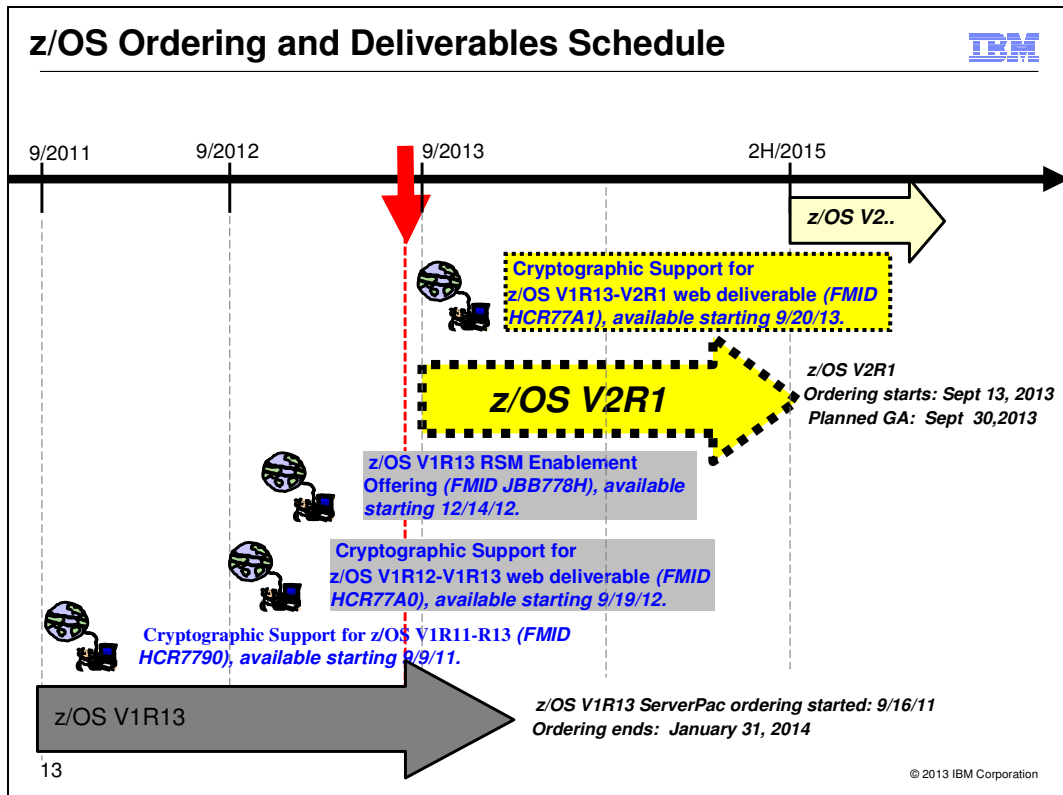 z/OS Ordering and Deliverables Schedule
IBM
9/2011
9/2012
9/2013
2H/2015
z/OS V2..
Cryptographic Support for
z/OS V1R13-V2R1 web deliverable (FMID
HCR77A1), available starting 9/20/13.
z/OS V2R1
z/OS V2R1
Ordering starts: Sept 13, 2013
Planned GA: Sept 30,2013
z/OS V1R13 RSM Enablement
Offering (FMID JBB778H), available
starting 12/14/12.
Cryptographic Support for
z/OS V1R12-V1R13 web deliverable (FMID
HCR77A0), available starting 9/19/12.
Cryptographic Support for z/OS V1R11-R13 (FMID
HCR7790), available starting 9/9/11.
z/OS V1R13
z/OS V1R13 ServerPac ordering started: 9/16/11
Ordering ends: January 31, 2014
13
© 2013 IBM Corporation